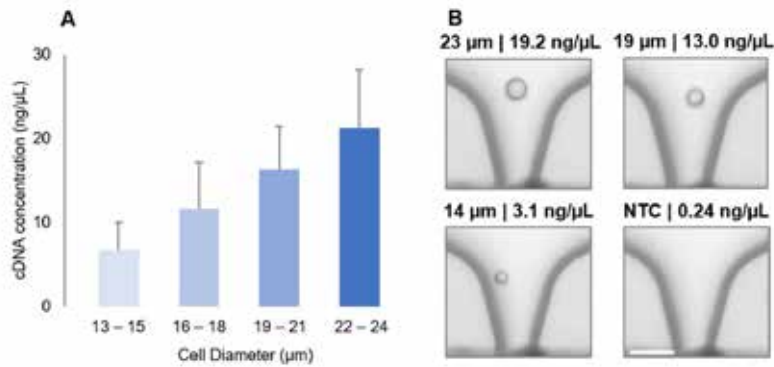 A
30
20
10
0
cDNA concentration (ng/µL)
13 – 15
16 – 18
19 – 21
22 – 24
Cell Diameter (µm)
B
23 µm | 19.2 ng/µL
19 µm | 13.0 ng/µL
14 µm | 3.1 ng/µL
NTC | 0.24 ng/µL